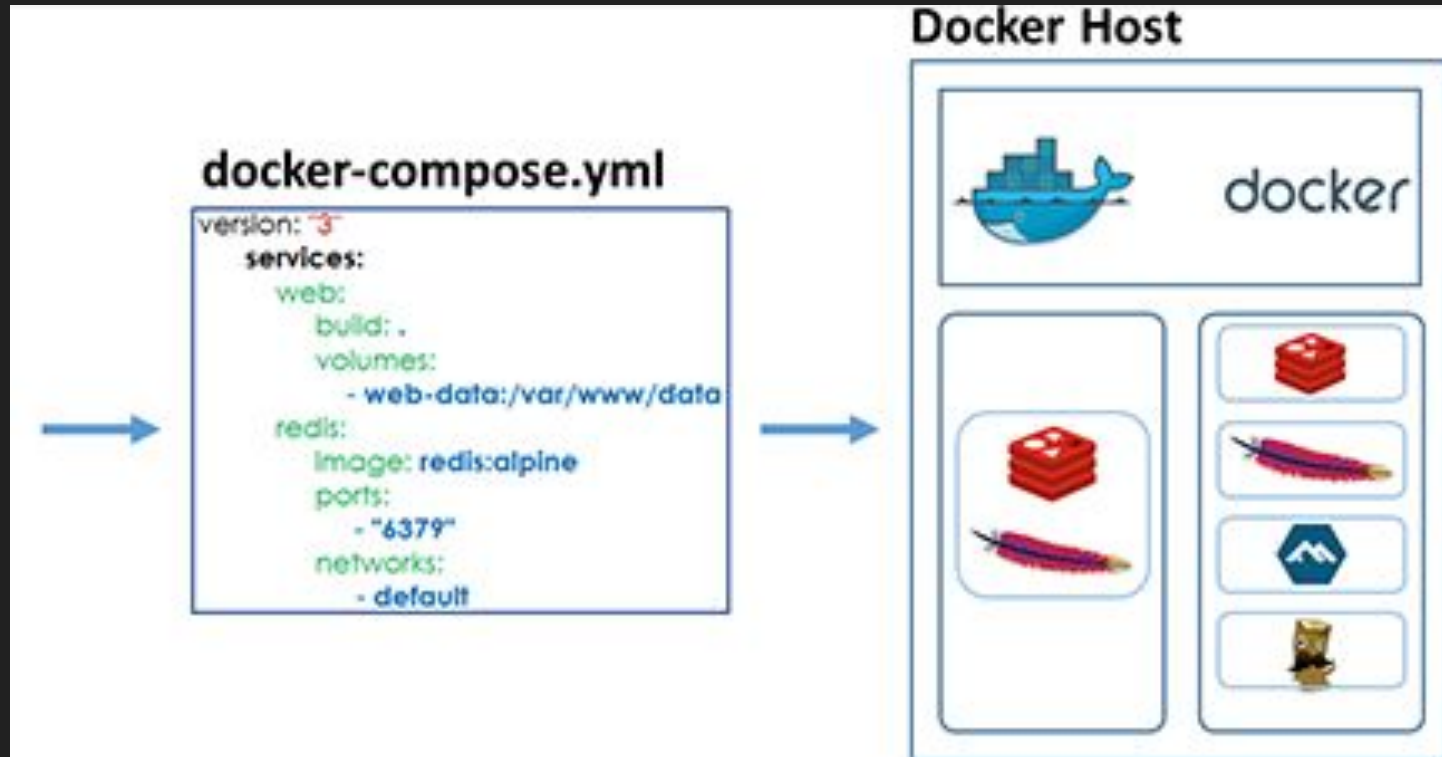 Docker Host
docker
docker-compose.yml
version: "3"
services:
web:
build: .
volumes:
- web-data:/var/www/data
redis:
image: redis:alpine
ports:
- "6379"
networks:
- default